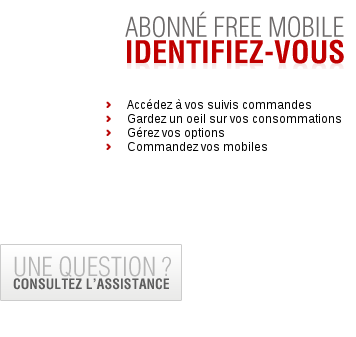 ABONNÉ FREE MOBILE
IDENTIFIEZ-VOUS
Accédez à vos suivis commandes
Gardez un oeil sur vos consommations
Gérez vos options
Commandez vos mobiles
UNE QUESTION ?
CONSULTEZ L'ASSISTANCE